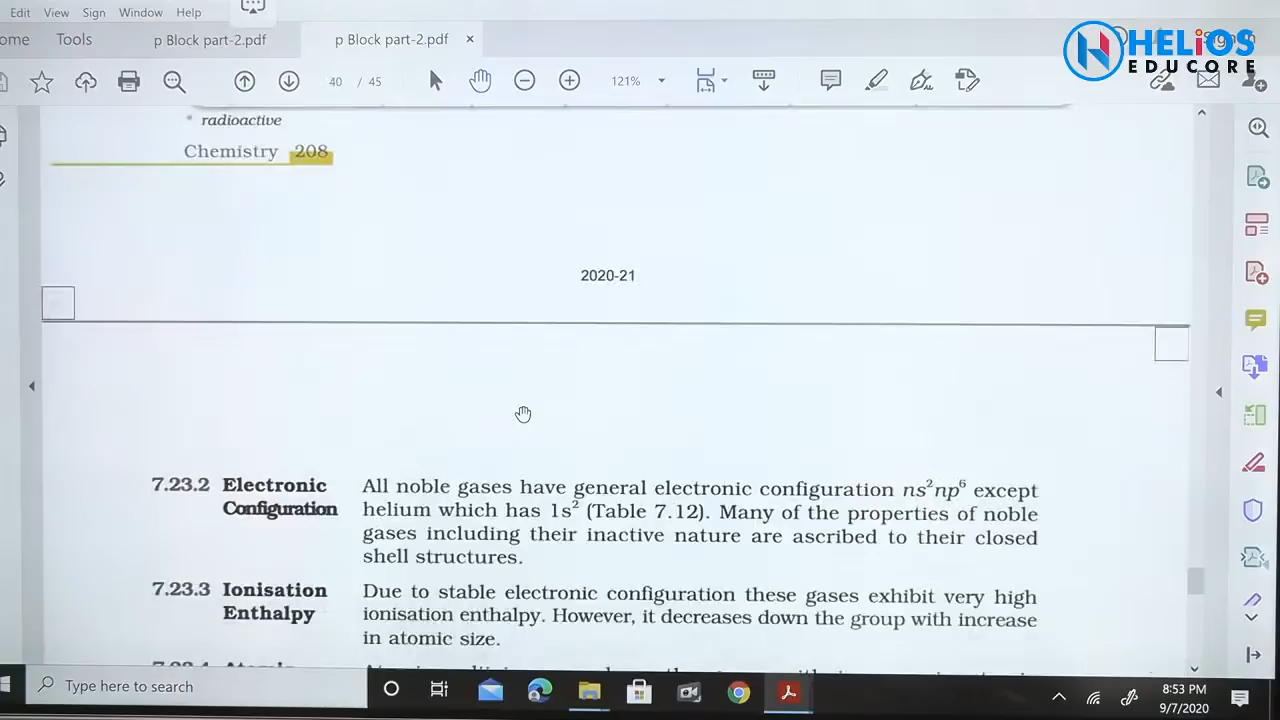 Edit View Sign Window Help
ome Tools p Block part-2.pdf p Block part-2.pdf ×
HELiOS
EDUCORE
40 / 45 121%
* radioactive
Chemistry 208
2020-21
7.23.2 Electronic Configuration
All noble gases have general electronic configuration ns²np⁶ except
helium which has 1s² (Table 7.12). Many of the properties of noble
gases including their inactive nature are ascribed to their closed
shell structures.
7.23.3 Ionisation Enthalpy
Due to stable electronic configuration these gases exhibit very high
ionisation enthalpy. However, it decreases down the group with increase
in atomic size.
Type here to search
8:53 PM
9/7/2020